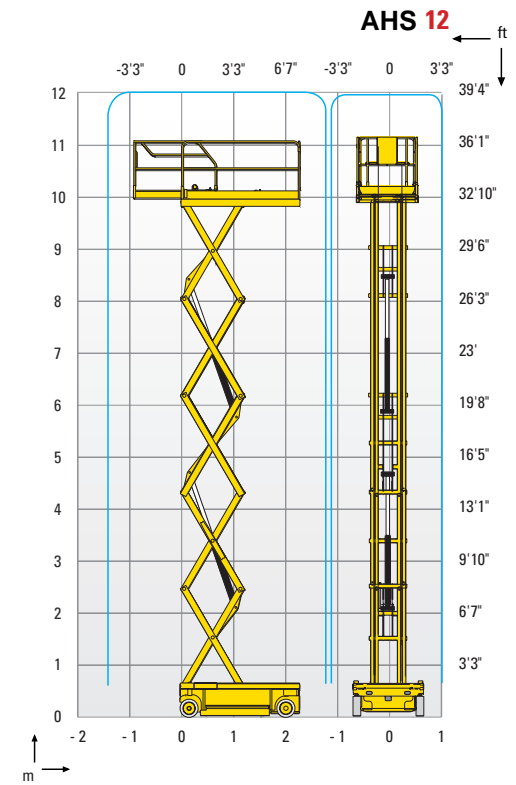 AHS 12
ft
-3'3" 0 3'3" 6'7" -3'3" 0 3'3"
12 39'4"
11 36'1"
10 32'10"
9 29'6"
8 26'3"
7 23'
6 19'8"
5 16'5"
4 13'1"
3 9'10"
2 6'7"
1 3'3"
0
- 2 - 1 0 1 2 - 1 0 1
m